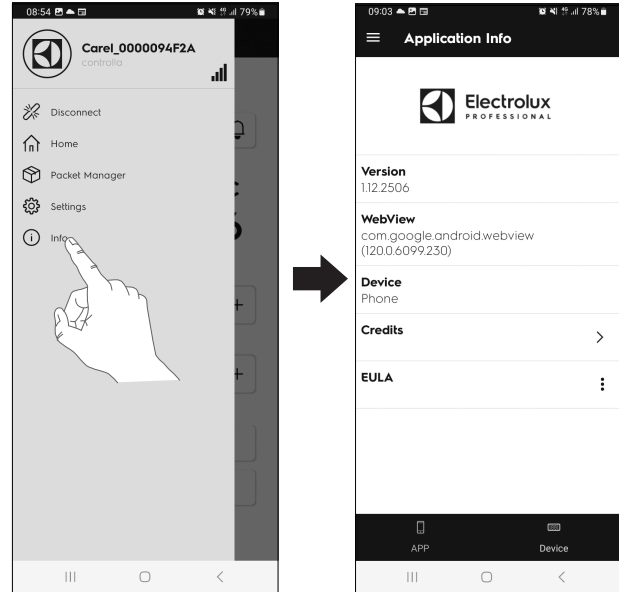 08:54
79%
Carel_0000094F2A
controlla
Disconnect
Home
Packet Manager
Settings
Info
09:03
78%
Application Info
Electrolux
PROFESSIONAL
Version
1.12.2506
WebView
com.google.android.webview
(120.0.6099.230)
Device
Phone
Credits
EULA
APP
Device